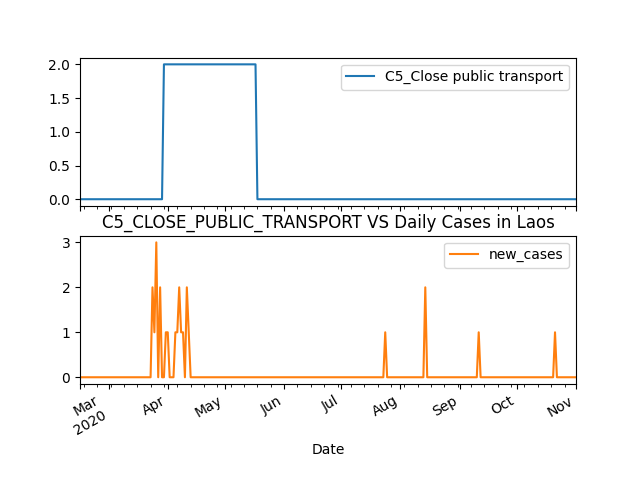 2.0
1.5
1.0
0.5
0.0
C5_Close public transport
C5_CLOSE_PUBLIC_TRANSPORT VS Daily Cases in Laos
3
2
1
0
new_cases
Mar
2020
Apr
May
Jun
Jul
Aug
Sep
Oct
Nov
Date